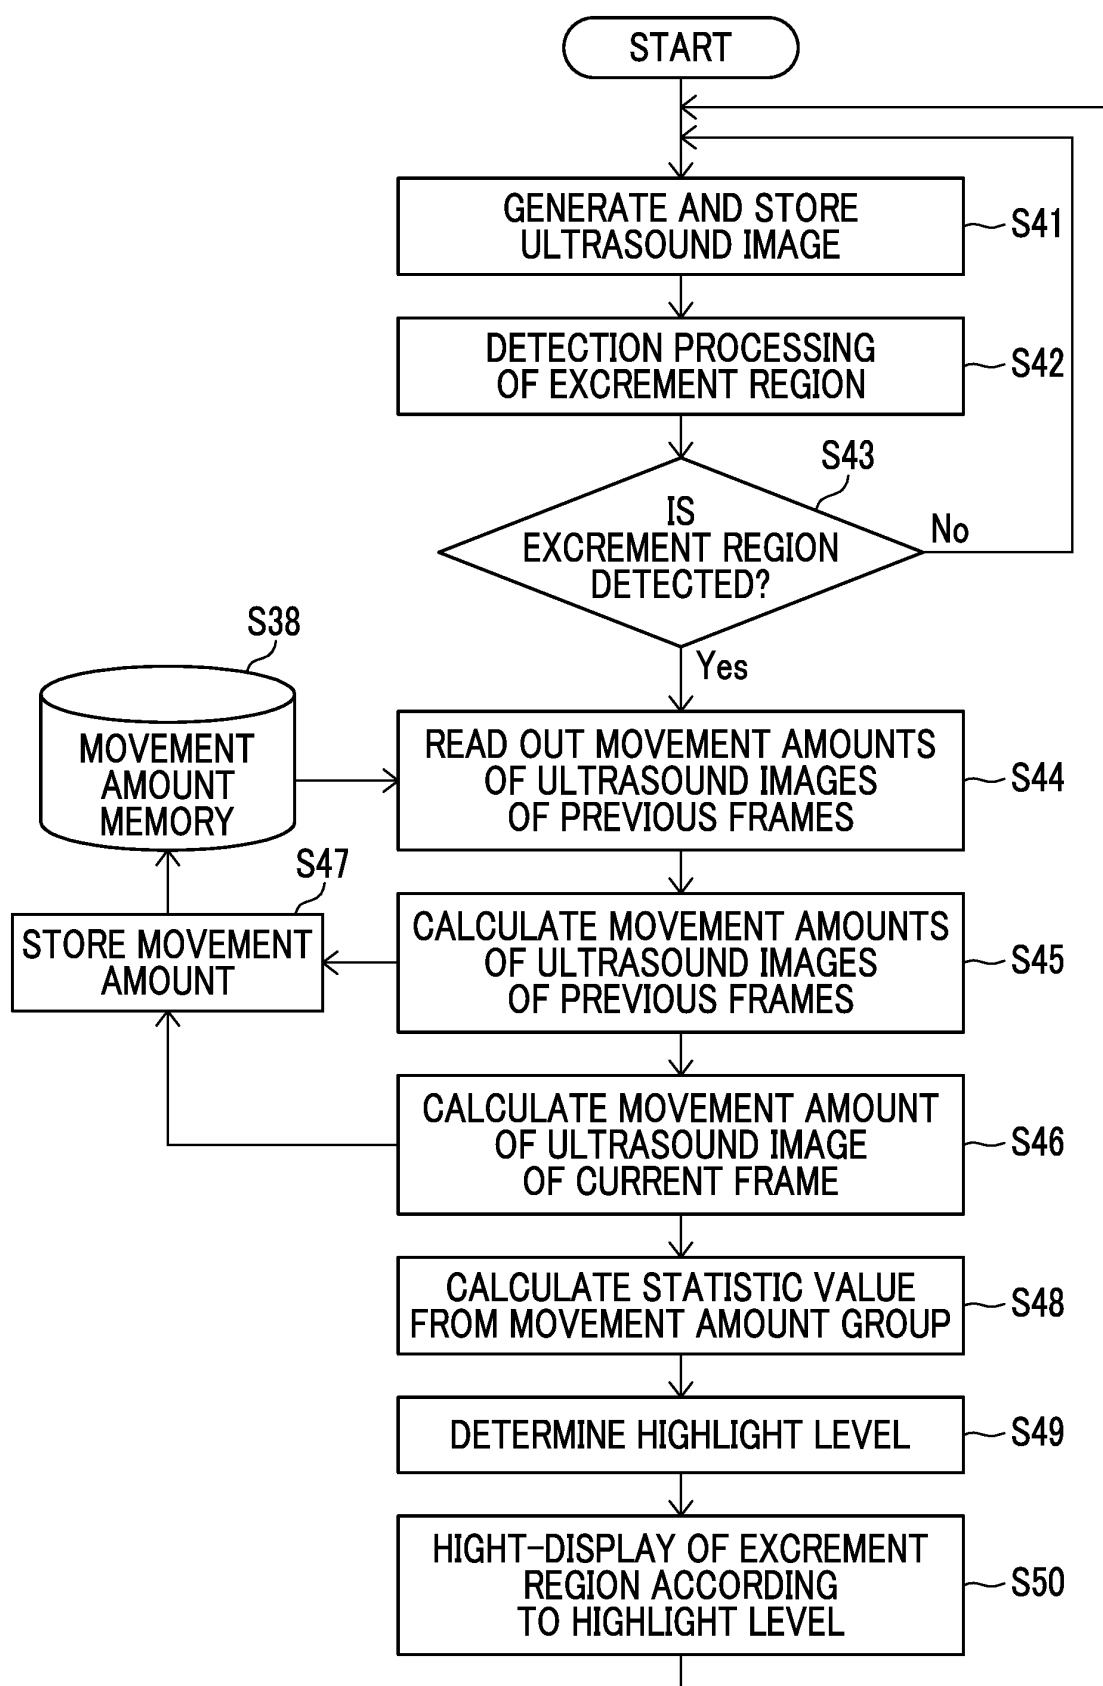 START
GENERATE AND STORE
ULTRASOUND IMAGE
S41
DETECTION PROCESSING
OF EXCREMENT REGION
S42
S43
IS
EXCREMENT REGION
DETECTED?
No
Yes
S38
MOVEMENT
AMOUNT
MEMORY
READ OUT MOVEMENT AMOUNTS
OF ULTRASOUND IMAGES
OF PREVIOUS FRAMES
S44
S47
STORE MOVEMENT
AMOUNT
CALCULATE MOVEMENT AMOUNTS
OF ULTRASOUND IMAGES
OF PREVIOUS FRAMES
S45
CALCULATE MOVEMENT AMOUNT
OF ULTRASOUND IMAGE
OF CURRENT FRAME
S46
CALCULATE STATISTIC VALUE
FROM MOVEMENT AMOUNT GROUP
S48
DETERMINE HIGHLIGHT LEVEL
S49
HIGHT-DISPLAY OF EXCREMENT
REGION ACCORDING
TO HIGHLIGHT LEVEL
S50